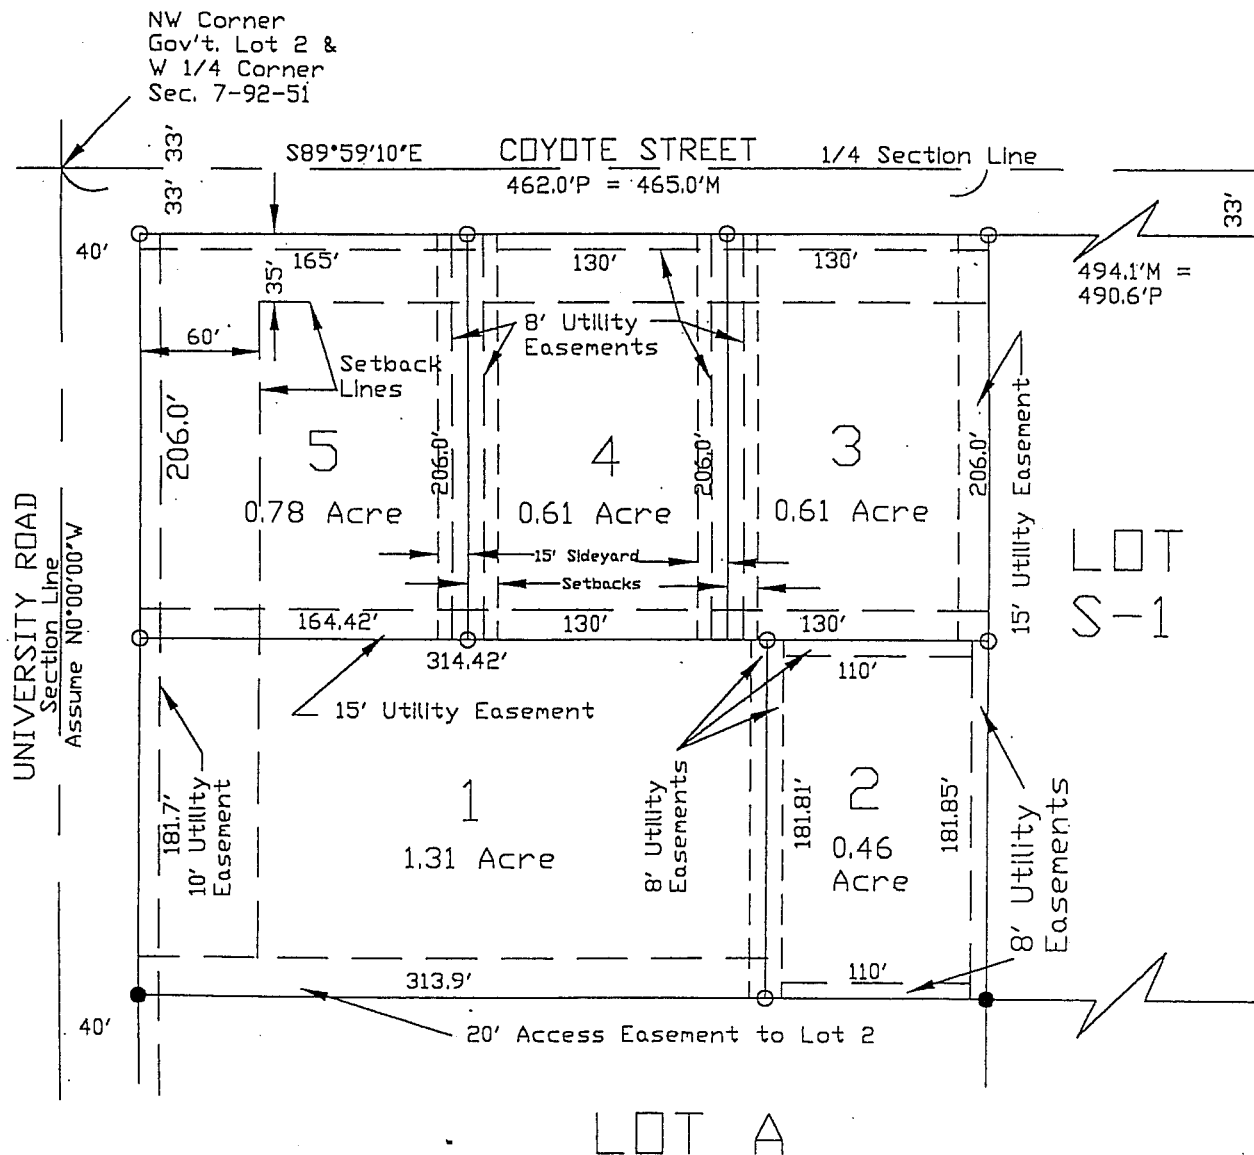 NW Corner
Gov't. Lot 2 &
W 1/4 Corner
Sec. 7-92-51
33'
33'
S89°59'10"E
COYOTE STREET
1/4 Section Line
462.0'P = 465.0'M
33'
40'
165'
130'
130'
494.1'M =
490.6'P
35'
60'
8' Utility
Easements
Setback
Lines
206.0'
5
0.78 Acre
206.0'
4
0.61 Acre
206.0'
3
0.61 Acre
206.0'
15' Utility Easement
LOT
S-1
UNIVERSITY ROAD
Section Line
Assume N0°00'00"W
15' Sideyard
Setbacks
164.42'
130'
130'
314.42'
110'
15' Utility Easement
181.7'
10' Utility
Easement
1
1.31 Acre
8' Utility
Easements
181.81'
2
0.46
Acre
181.85'
8' Utility
Easements
313.9'
110'
40'
20' Access Easement to Lot 2
LOT A